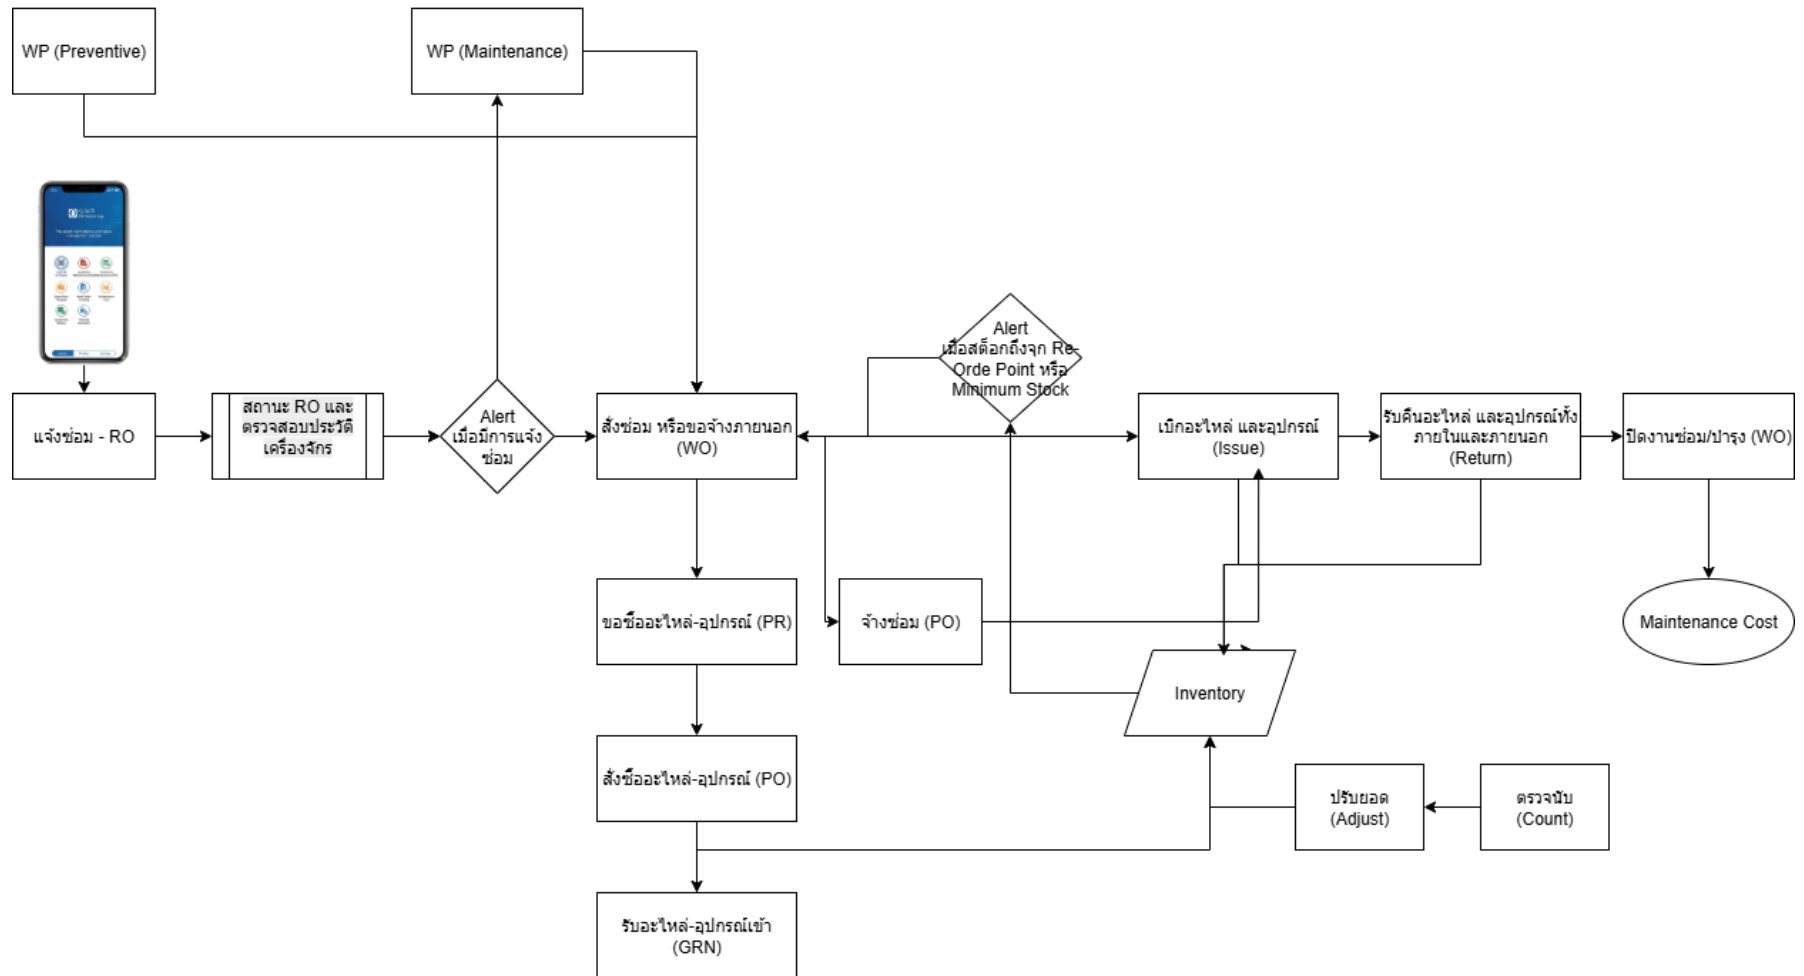 WP (Preventive)
WP (Maintenance)
แจ้งซ่อม - RO
สถานะ RO และ
ตรวจสอบประวัติ
เครื่องจักร
Alert
เมื่อมีการแจ้ง
ซ่อม
สั่งซ่อม หรือขอจ้างภายนอก
(WO)
Alert
เมื่อสต็อกถึงจุก Re-
Orde Point หรือ
Minimum Stock
เบิกอะไหล่ และอุปกรณ์
(Issue)
รับคืนอะไหล่ และอุปกรณ์ทั้ง
ภายในและภายนอก
(Return)
ปิดงานซ่อม/บำรุง (WO)
ขอซื้ออะไหล่-อุปกรณ์ (PR)
จ้างซ่อม (PO)
Maintenance Cost
Inventory
สั่งซื้ออะไหล่-อุปกรณ์ (PO)
ปรับยอด
(Adjust)
ตรวจนับ
(Count)
รับอะไหล่-อุปกรณ์เข้า
(GRN)